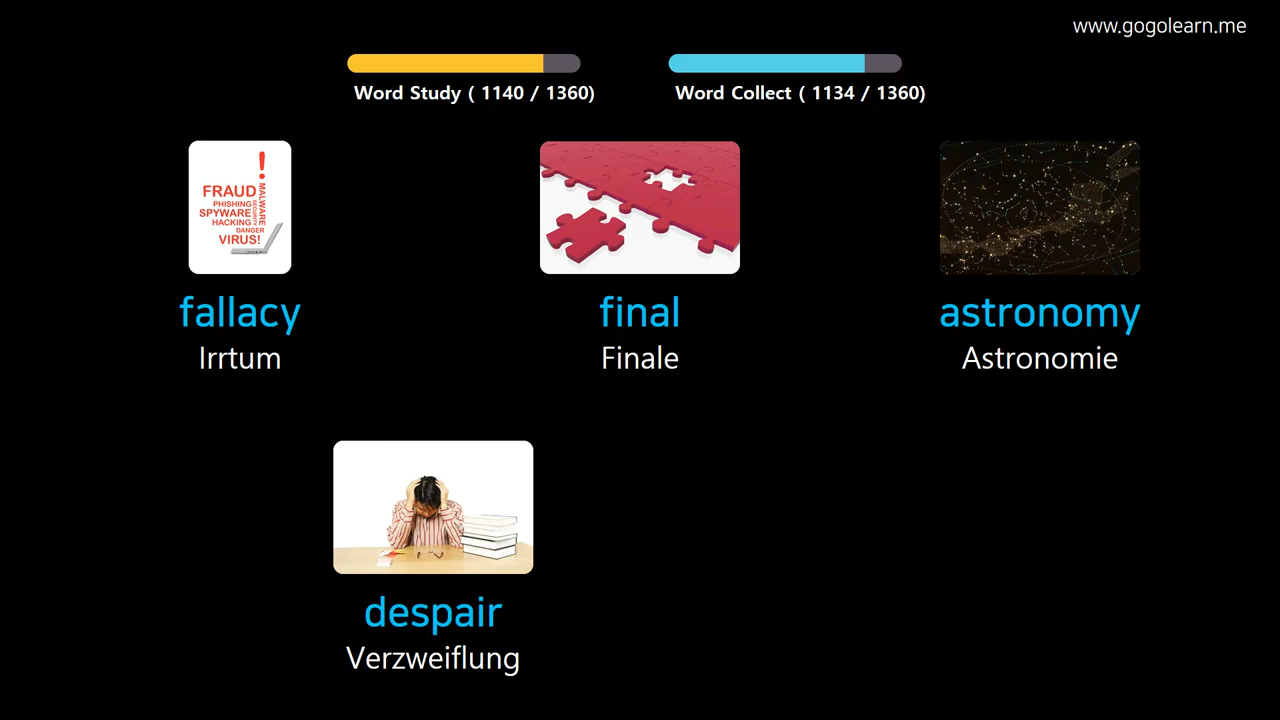 www.gogolearn.me
Word Study ( 1140 / 1360)
Word Collect ( 1134 / 1360)
!
FRAUD
PHISHING
SPYWARE
HACKING
DANGER
VIRUS!
MALWARE
SECURITY
fallacy
final
astronomy
Irrtum
Finale
Astronomie
despair
Verzweiflung